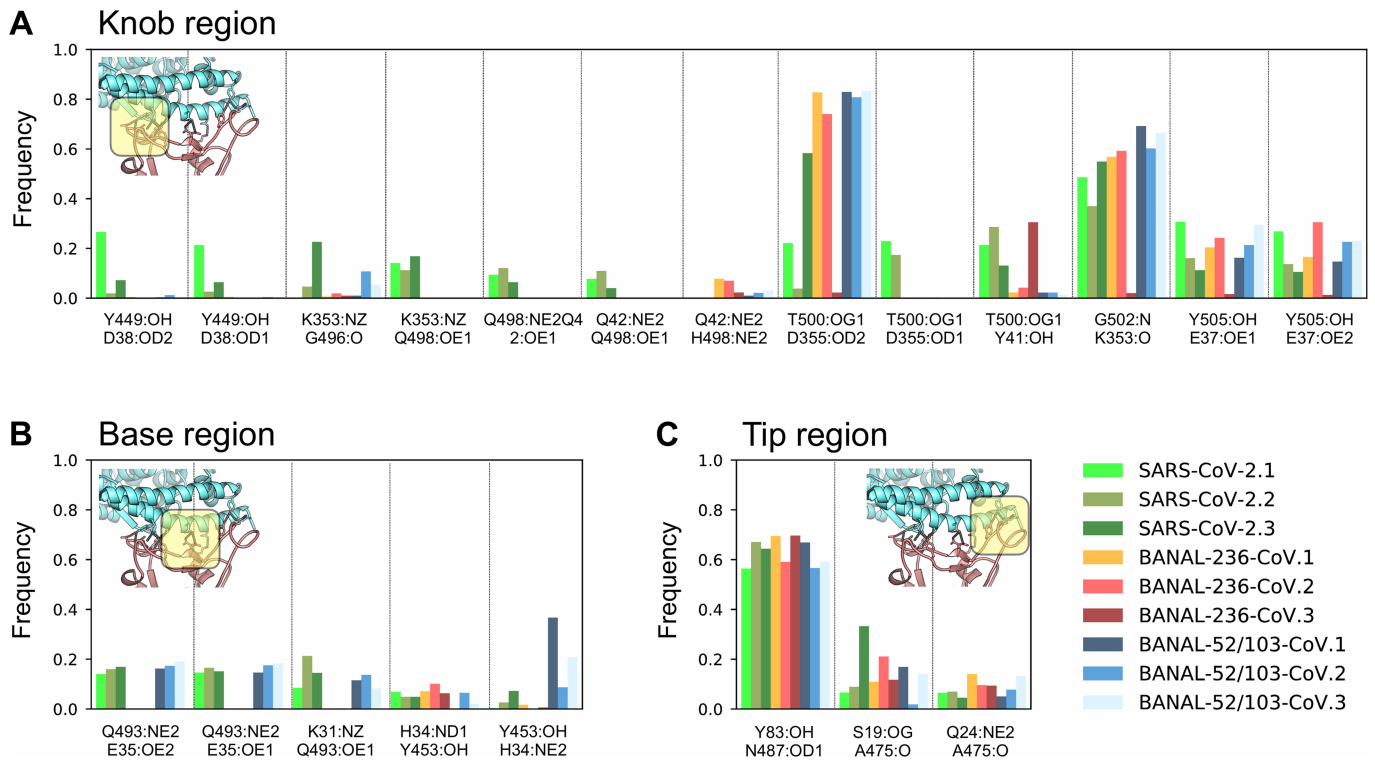 A Knob region
Frequency
1.0
0.8
0.6
0.4
0.2
0.0
Y449:OH
D38:OD2
Y449:OH
D38:OD1
K353:NZ
G496:O
K353:NZ
Q498:OE1
Q498:NE2Q4
2:OE1
Q42:NE2
Q498:OE1
Q42:NE2
H498:NE2
T500:OG1
D355:OD2
T500:OG1
D355:OD1
T500:OG1
Y41:OH
G502:N
K353:O
Y505:OH
E37:OE1
Y505:OH
E37:OE2
B Base region
Frequency
1.0
0.8
0.6
0.4
0.2
0.0
Q493:NE2
E35:OE2
Q493:NE2
E35:OE1
K31:NZ
Q493:OE1
H34:ND1
Y453:OH
Y453:OH
H34:NE2
C Tip region
Frequency
1.0
0.8
0.6
0.4
0.2
0.0
Y83:OH
N487:OD1
S19:OG
A475:O
Q24:NE2
A475:O
SARS-CoV-2.1
SARS-CoV-2.2
SARS-CoV-2.3
BANAL-236-CoV.1
BANAL-236-CoV.2
BANAL-236-CoV.3
BANAL-52/103-CoV.1
BANAL-52/103-CoV.2
BANAL-52/103-CoV.3